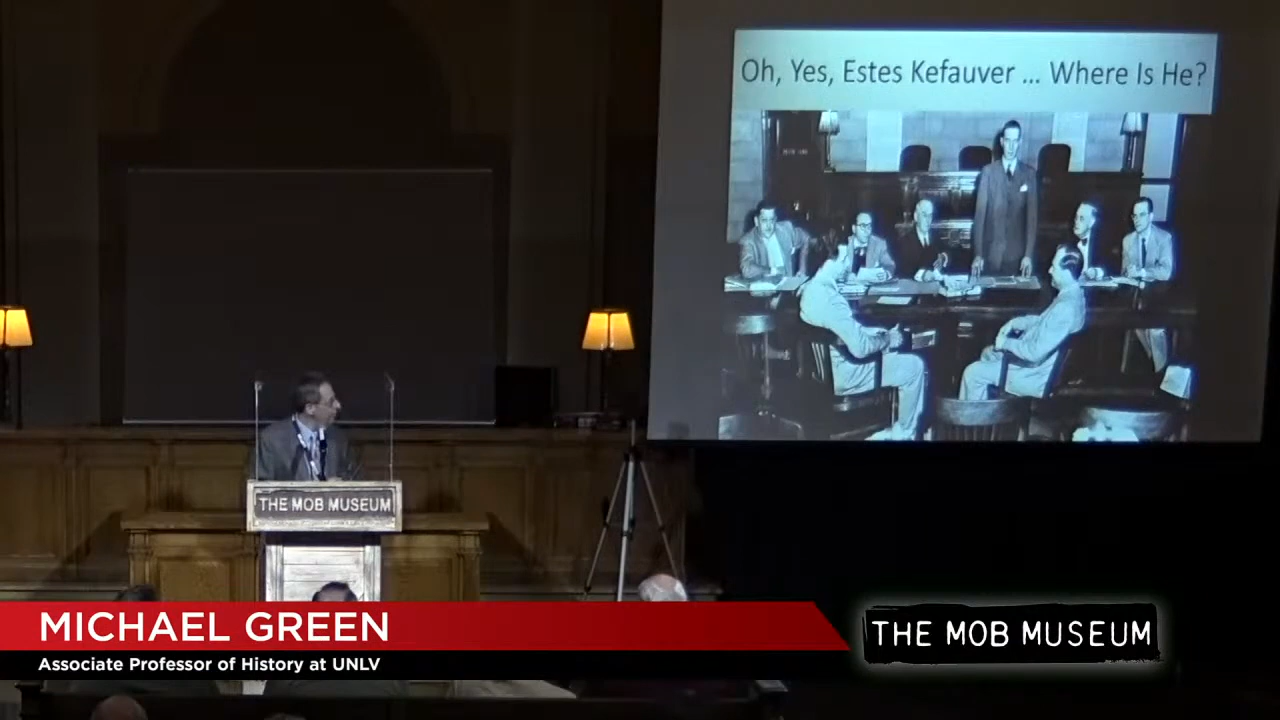 Oh, Yes, Estes Kefauver ... Where Is He?
THE MOB MUSEUM
MICHAEL GREEN
Associate Professor of History at UNLV
THE MOB MUSEUM